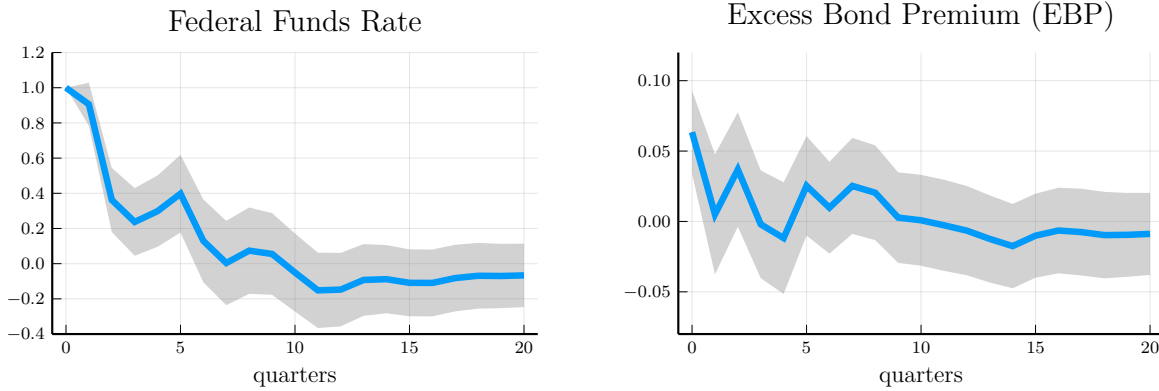 Federal Funds Rate
1.2
1.0
0.8
0.6
0.4
0.2
0.0
−0.2
−0.4
0 5 10 15 20
quarters
Excess Bond Premium (EBP)
0.10
0.05
0.00
−0.05
0 5 10 15 20
quarters